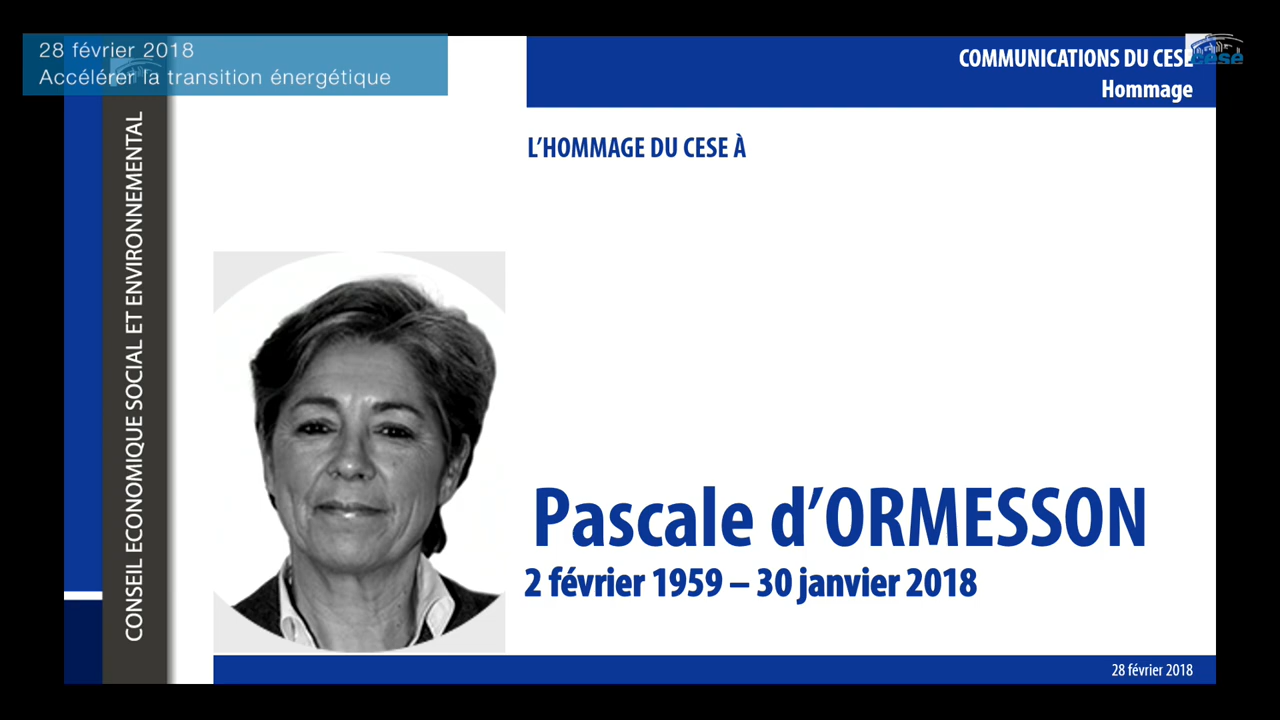 28 février 2018
Accélérer la transition énergétique
COMMUNICATIONS DU CESE
cese
Hommage
CONSEIL ECONOMIQUE SOCIAL ET ENVIRONNEMENTAL
L’HOMMAGE DU CESE À
Pascale d’ORMESSON
2 février 1959 – 30 janvier 2018
28 février 2018